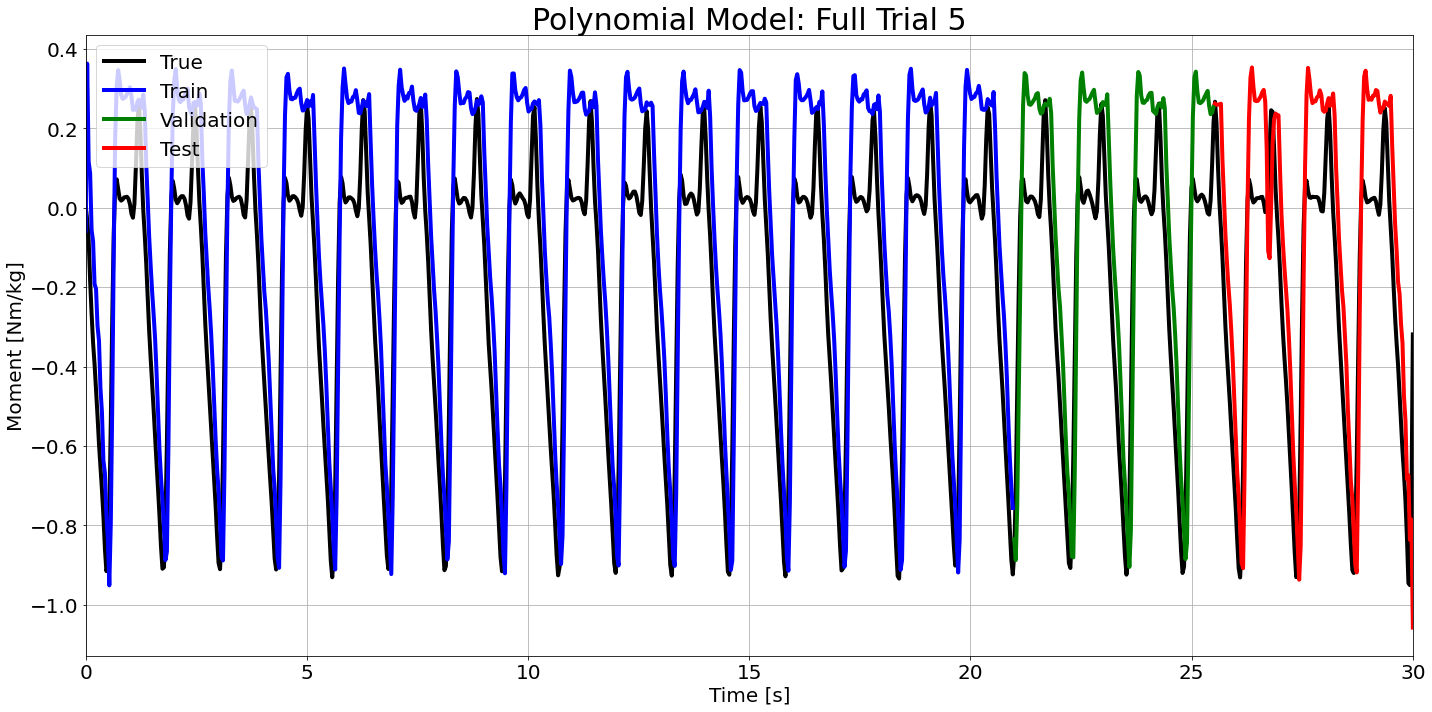 Polynomial Model: Full Trial 5
True
Train
Validation
Test
Moment [Nm/kg]
0.4
0.2
0.0
−0.2
−0.4
−0.6
−0.8
−1.0
0 5 10 15 20 25 30
Time [s]